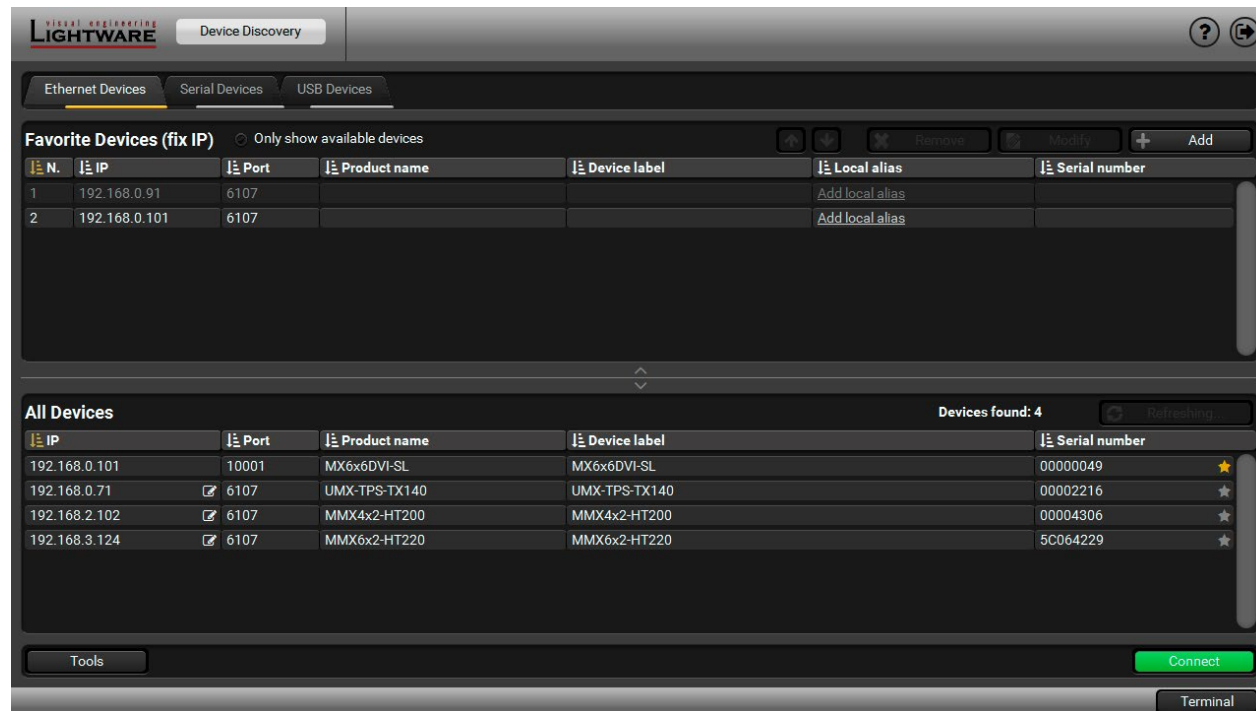 visual engineering
LIGHTWARE
Device Discovery
?
Ethernet Devices Serial Devices USB Devices
Favorite Devices (fix IP) Only show available devices Remove Modify + Add
N. IP Port Product name Device label Local alias Serial number
1 192.168.0.91 6107 Add local alias
2 192.168.0.101 6107 Add local alias
All Devices Devices found: 4 Refreshing...
IP Port Product name Device label Serial number
192.168.0.101 10001 MX6x6DVI-SL MX6x6DVI-SL 00000049
192.168.0.71 6107 UMX-TPS-TX140 UMX-TPS-TX140 00002216
192.168.2.102 6107 MMX4x2-HT200 MMX4x2-HT200 00004306
192.168.3.124 6107 MMX6x2-HT220 MMX6x2-HT220 5C064229
Tools Connect
Terminal